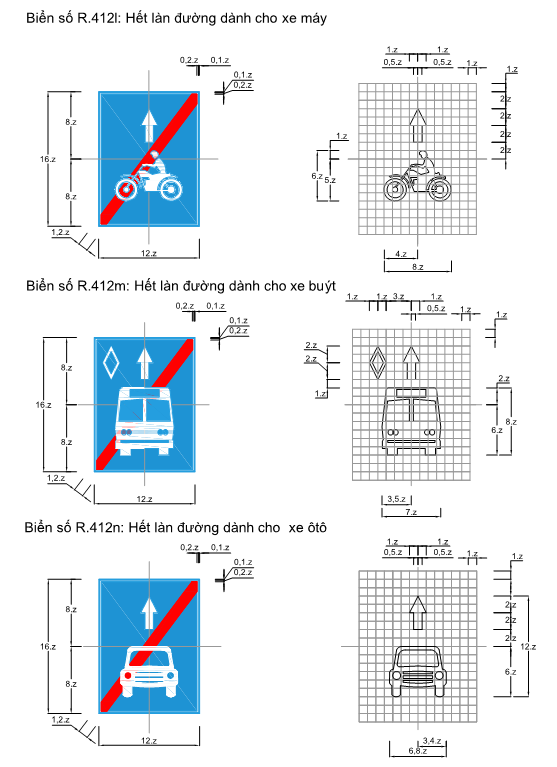 Biển số R.412l: Hết làn đường dành cho xe máy
0,2.z 0,1.z
0,1.z
0,2.z
8.z
16.z
8.z
1,2.z
12.z
1.z
0,5.z 0,5.z 1.z
1.z
2.z
2.z
2.z
2.z
1.z
6.z
5.z
4.z
8.z
Biển số R.412m: Hết làn đường dành cho xe buýt
0,2.z 0,1.z
0,1.z
0,2.z
8.z
16.z
8.z
1,2.z
12.z
1.z 1.z 3.z 1.z
0,5.z 1.z
1.z
2.z
2.z
1.z
2.z
8.z
6.z
3,5.z
7.z
Biển số R.412n: Hết làn đường dành cho xe ôtô
0,2.z 0,1.z
0,1.z
0,2.z
8.z
16.z
8.z
1,2.z
12.z
1.z 1.z
0,5.z 0,5.z 1.z
1.z
2.z
2.z
2.z
12.z
6.z
3,4.z
6,8.z